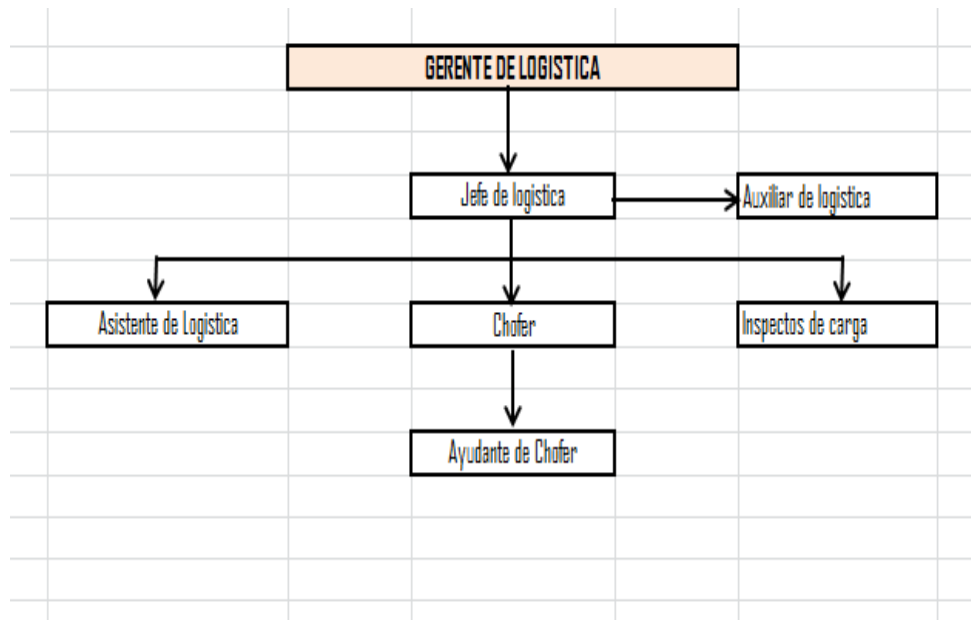 GERENTE DE LOGISTICA
Jefe de logistica
Auxiliar de logistica
Asistente de Logistica
Chofer
Inspectos de carga
Ayudante de Chofer